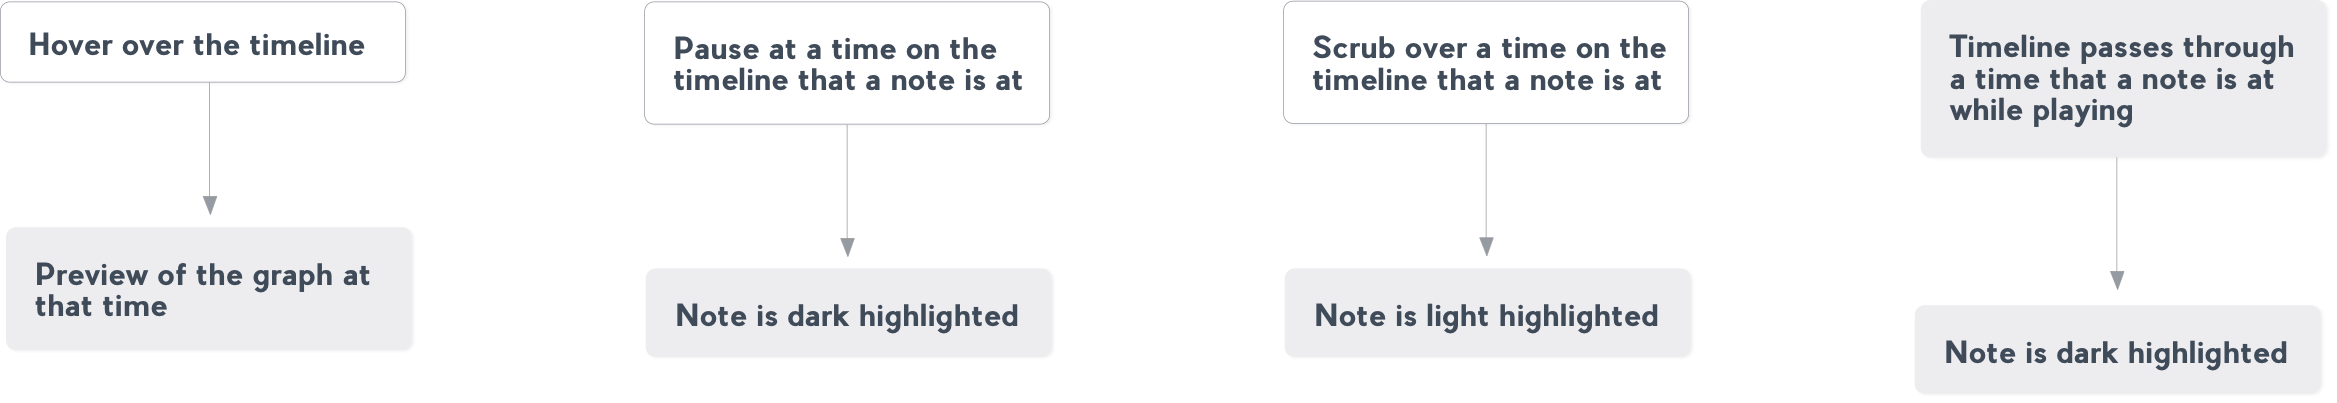 Hover over the timeline
Preview of the graph at
that time
Pause at a time on the
timeline that a note is at
Note is dark highlighted
Scrub over a time on the
timeline that a note is at
Note is light highlighted
Timeline passes through
a time that a note is at
while playing
Note is dark highlighted